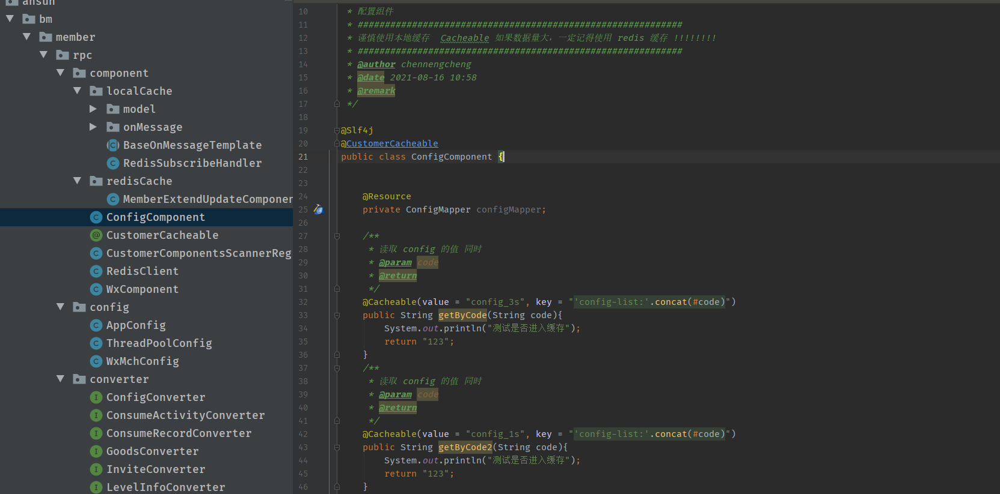 ansun
bm
member
rpc
component
localCache
model
onMessage
BaseOnMessageTemplate
RedisSubscribeHandler
redisCache
MemberExtendUpdateComponen
ConfigComponent
CustomerCacheable
CustomerComponentsScannerReg
RedisClient
WxComponent
config
AppConfig
ThreadPoolConfig
WxMchConfig
converter
ConfigConverter
ConsumeActivityConverter
ConsumeRecordConverter
GoodsConverter
InviteConverter
LevelInfoConverter
10 * 配置组件
11 * ############################################################
12 * 谨慎使用本地缓存 Cacheable 如果数据量大，一定记得使用 redis 缓存 !!!!!!!!
13 * ############################################################
14 * @author chennengcheng
15 * @date 2021-08-16 10:58
16 * @remark
17 */
18
19 @Slf4j
20 @CustomerCacheable
21 public class ConfigComponent {
22
23
24 @Resource
25 private ConfigMapper configMapper;
26
27 /**
28 * 读取 config 的值 同时
29 * @param code
30 * @return
31 */
32 @Cacheable(value = "config_3s", key = "'config-list:'.concat(#code)")
33 public String getByCode(String code){
34 System.out.println("测试是否进入缓存");
35 return "123";
36 }
37 /**
38 * 读取 config 的值 同时
39 * @param code
40 * @return
41 */
42 @Cacheable(value = "config_1s", key = "'config-list:'.concat(#code)")
43 public String getByCode2(String code){
44 System.out.println("测试是否进入缓存");
45 return "123";
46 }